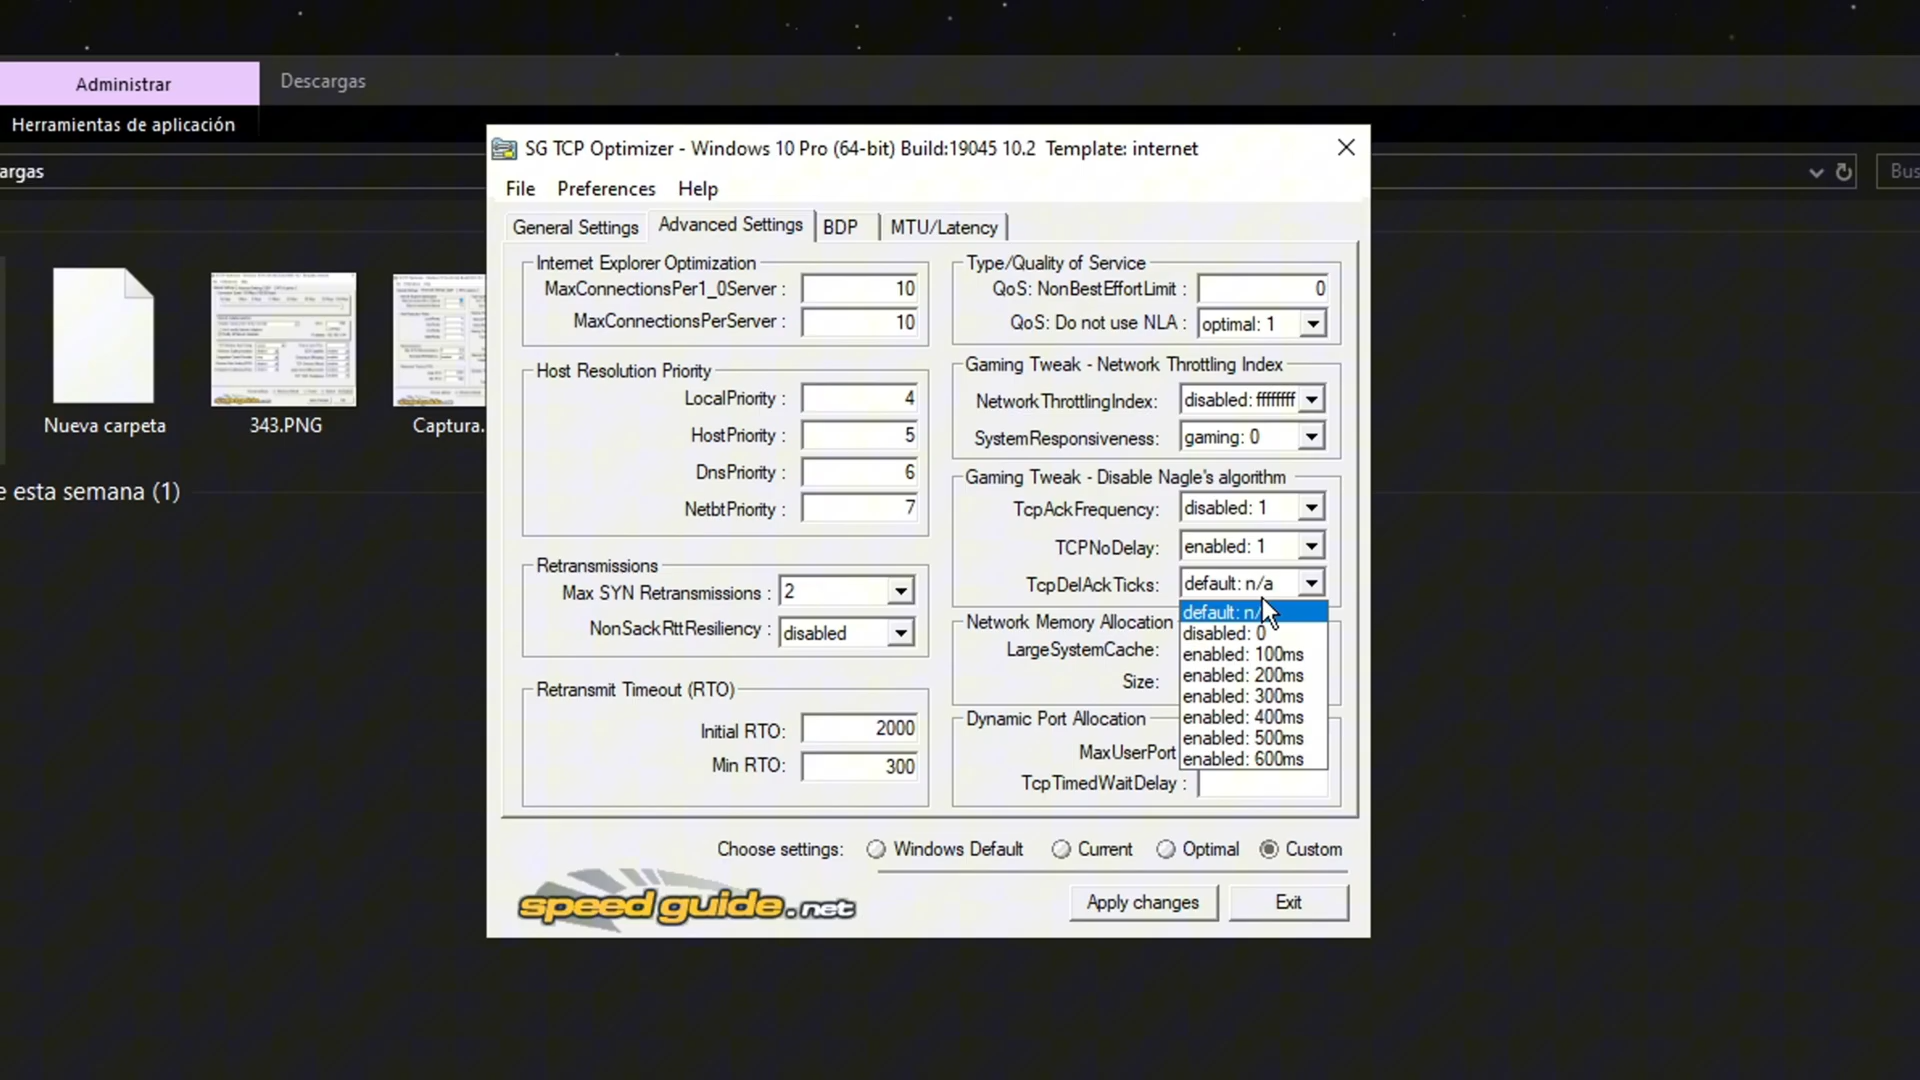 Administrar
Descargas
Herramientas de aplicación
argas
Bus
Nueva carpeta
343.PNG
Captura.
e esta semana (1)
SG TCP Optimizer - Windows 10 Pro (64-bit) Build:19045 10.2 Template: internet
File Preferences Help
General Settings Advanced Settings BDP MTU/Latency
Internet Explorer Optimization
MaxConnectionsPer1_0Server : 10
MaxConnectionsPerServer : 10
Host Resolution Priority
LocalPriority : 4
HostPriority : 5
DnsPriority : 6
NetbtPriority : 7
Retransmissions
Max SYN Retransmissions : 2
NonSackRttResiliency : disabled
Retransmit Timeout (RTO)
Initial RTO: 2000
Min RTO: 300
Type/Quality of Service
QoS: NonBestEffortLimit : 0
QoS: Do not use NLA : optimal: 1
Gaming Tweak - Network Throttling Index
NetworkThrottlingIndex: disabled: ffffffff
SystemResponsiveness: gaming: 0
Gaming Tweak - Disable Nagle's algorithm
TcpAckFrequency: disabled: 1
TCPNoDelay: enabled: 1
TcpDelAckTicks: default: n/a
default: n/
disabled: 0
enabled: 100ms
enabled: 200ms
enabled: 300ms
enabled: 400ms
enabled: 500ms
enabled: 600ms
Network Memory Allocation
LargeSystemCache:
Size:
Dynamic Port Allocation
MaxUserPort
TcpTimedWaitDelay :
Choose settings: Windows Default Current Optimal Custom
speedguide.net
Apply changes Exit